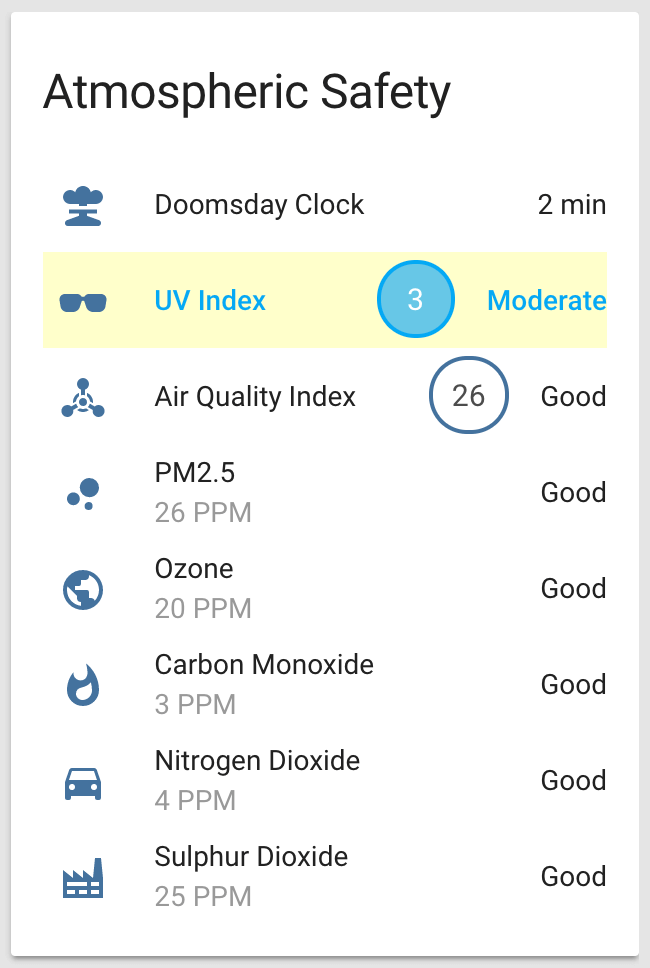 Atmospheric Safety
Doomsday Clock 2 min
UV Index 3 Moderate
Air Quality Index 26 Good
PM2.5
26 PPM
Good
Ozone
20 PPM
Good
Carbon Monoxide
3 PPM
Good
Nitrogen Dioxide
4 PPM
Good
Sulphur Dioxide
25 PPM
Good